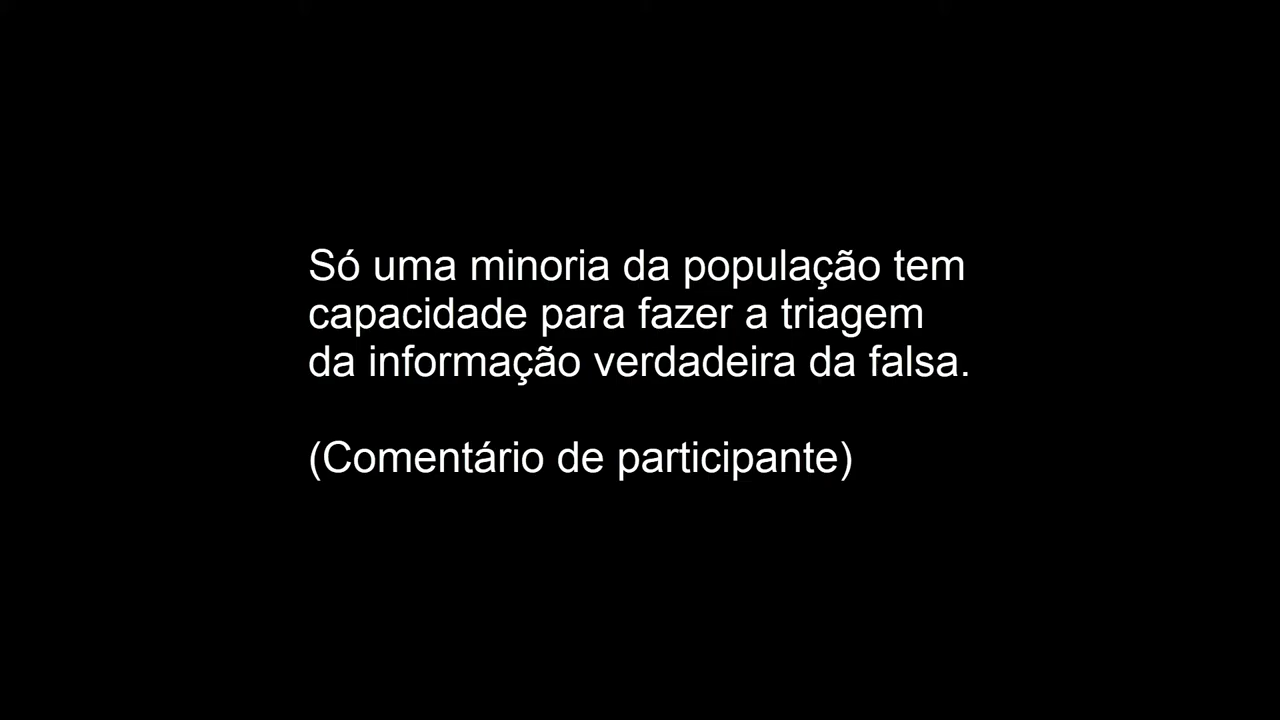 Só uma minoria da população tem
capacidade para fazer a triagem
da informação verdadeira da falsa.
(Comentário de participante)